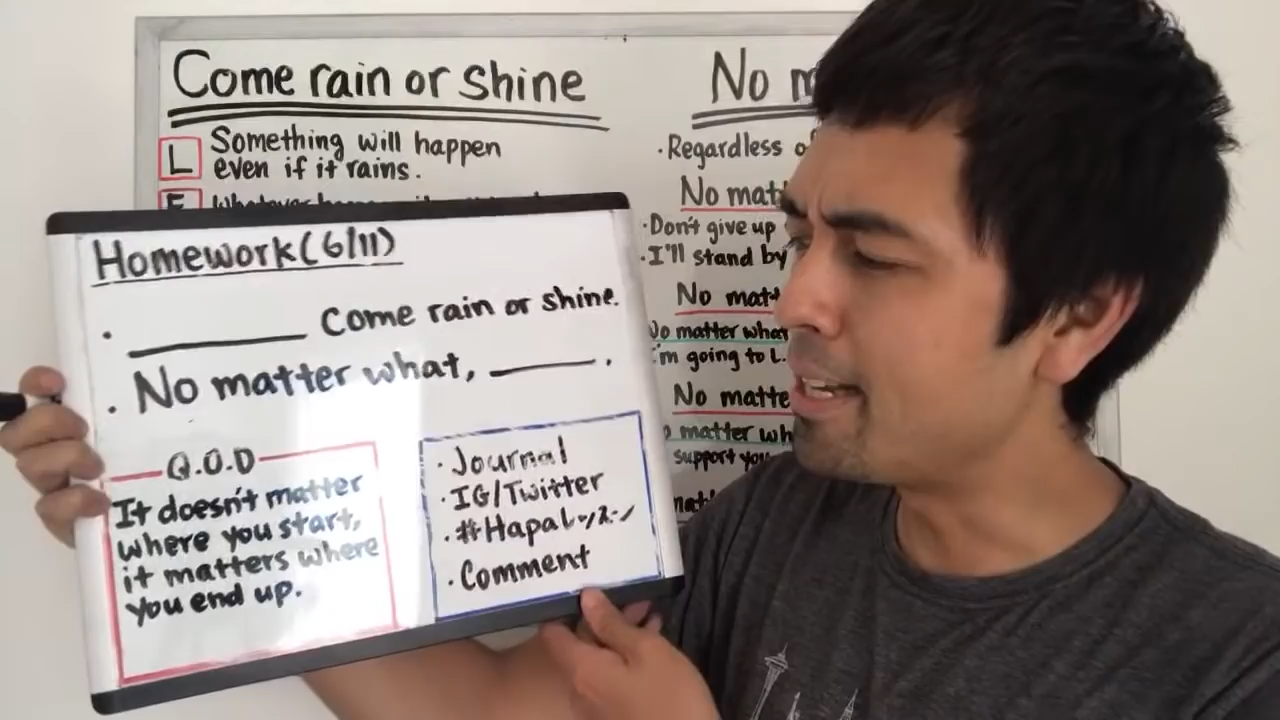 Come rain or shine
L Something will happen
even if it rains.
No m
· Regardless o
No mat
· Don't give up
· I'll stand by
No matt
No matter what
I'm going to L.
No matte
o matter wh
support you
Homework (6/11)
· ________ Come rain or shine.
· No matter what, ______.
Q.O.D
It doesn't matter
where you start,
it matters where
you end up.
· Journal
· IG/Twitter
· #Hapaレッスン
· Comment